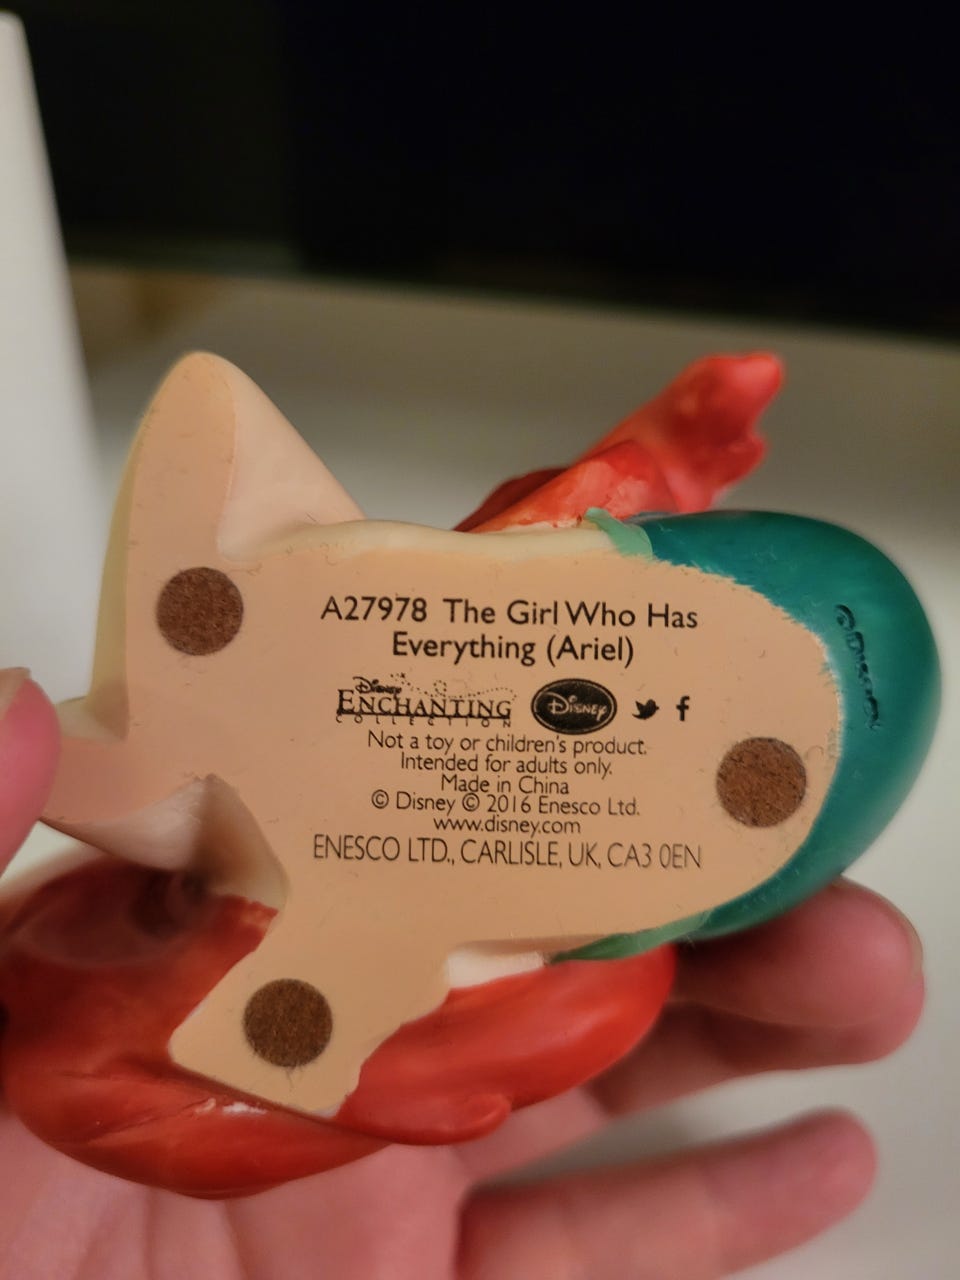 A27978 The Girl Who Has
Everything (Ariel)
Disney
ENCHANTING
COLLECTION
Disney
Not a toy or children's product.
Intended for adults only.
Made in China
© Disney © 2016 Enesco Ltd.
www.disney.com
ENESCO LTD., CARLISLE, UK, CA3 0EN
©DISNEY